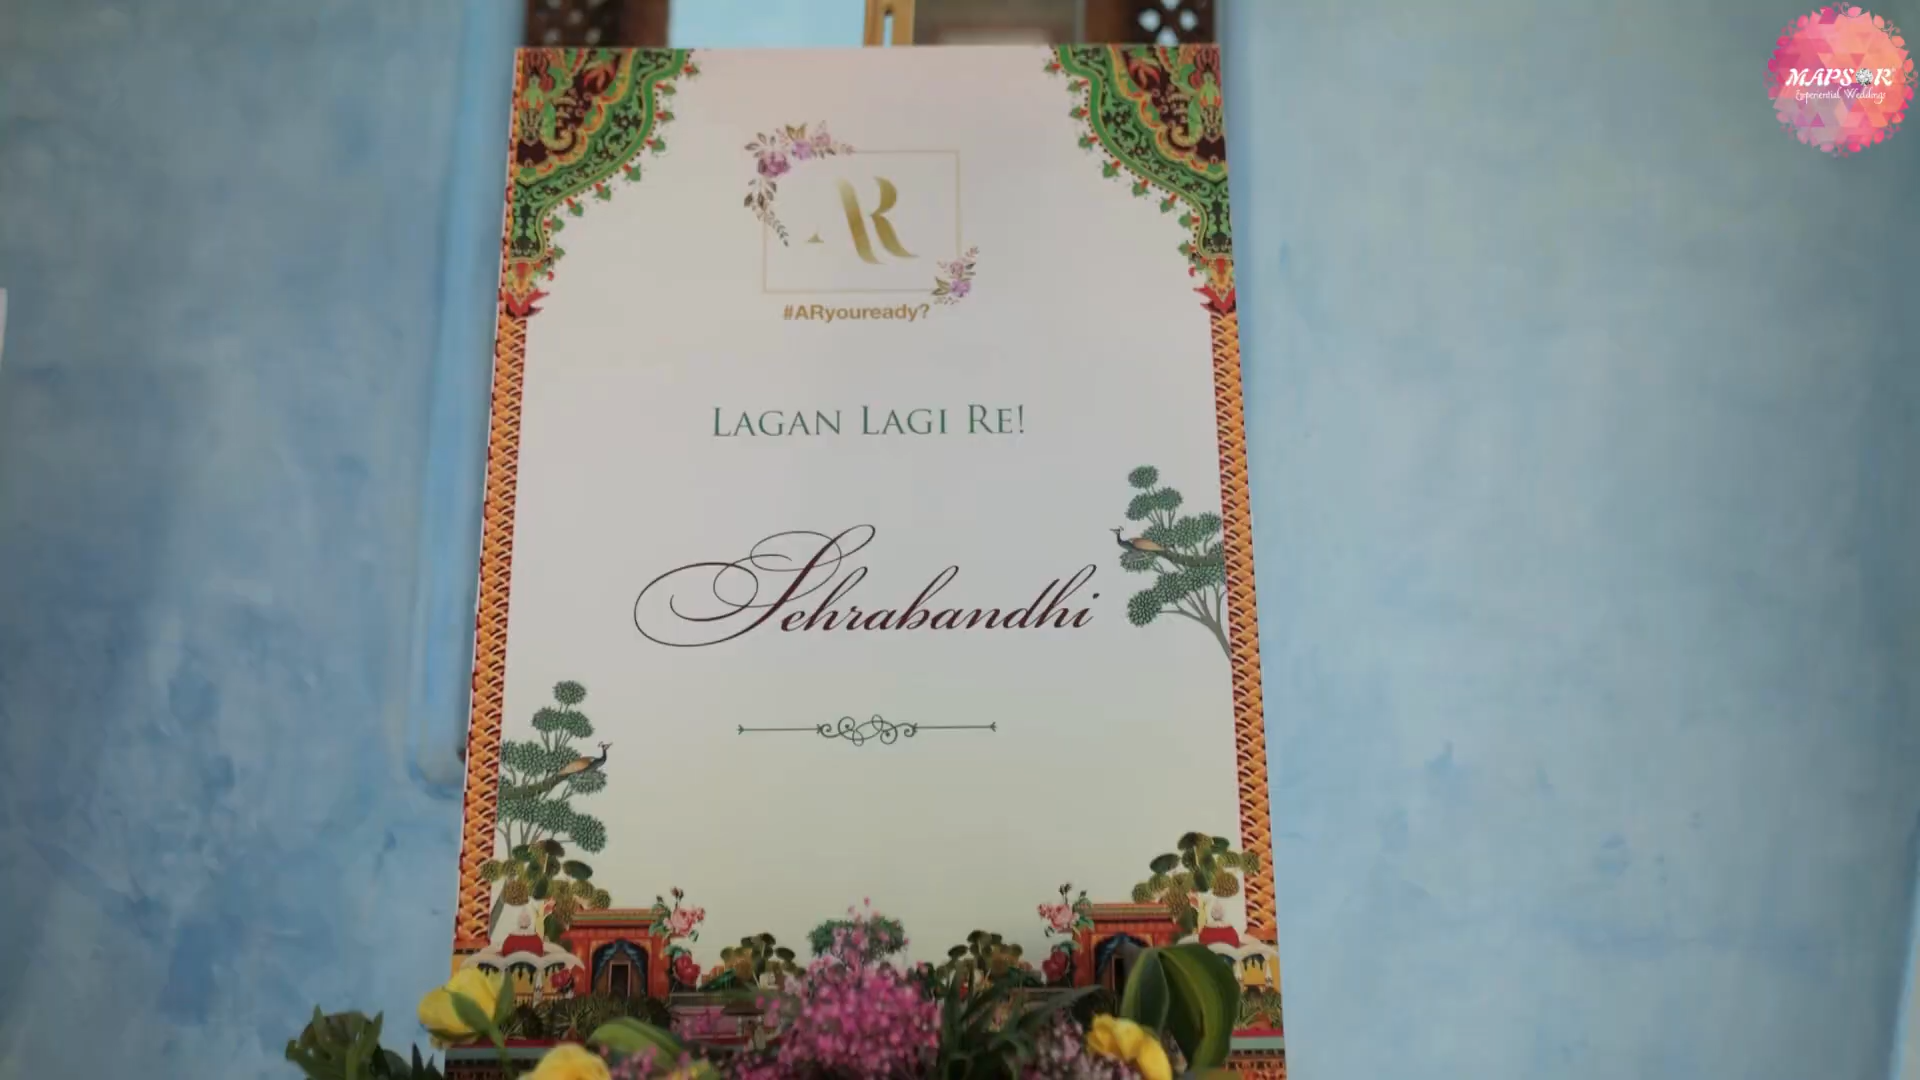 MAPSOR
Experiential Weddings
AR
#ARyouready?
LAGAN LAGI RE!
Sehrabandhi